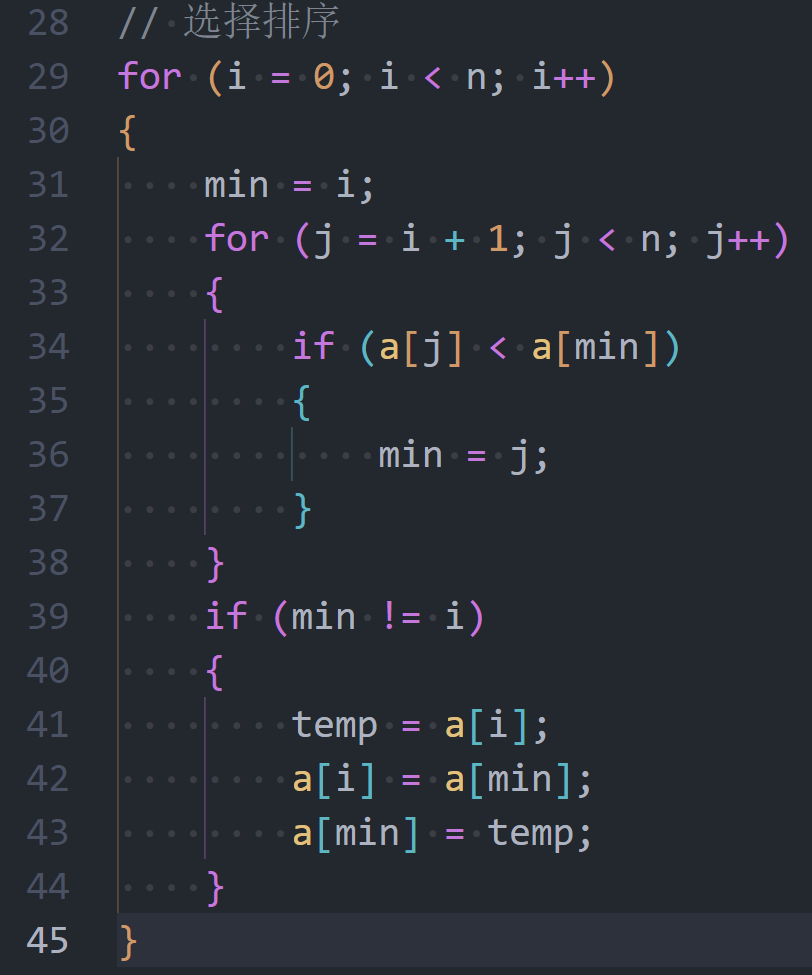 28 // 选择排序
29 for (i = 0; i < n; i++)
30 {
31     min = i;
32     for (j = i + 1; j < n; j++)
33     {
34         if (a[j] < a[min])
35         {
36             min = j;
37         }
38     }
39     if (min != i)
40     {
41         temp = a[i];
42         a[i] = a[min];
43         a[min] = temp;
44     }
45 }